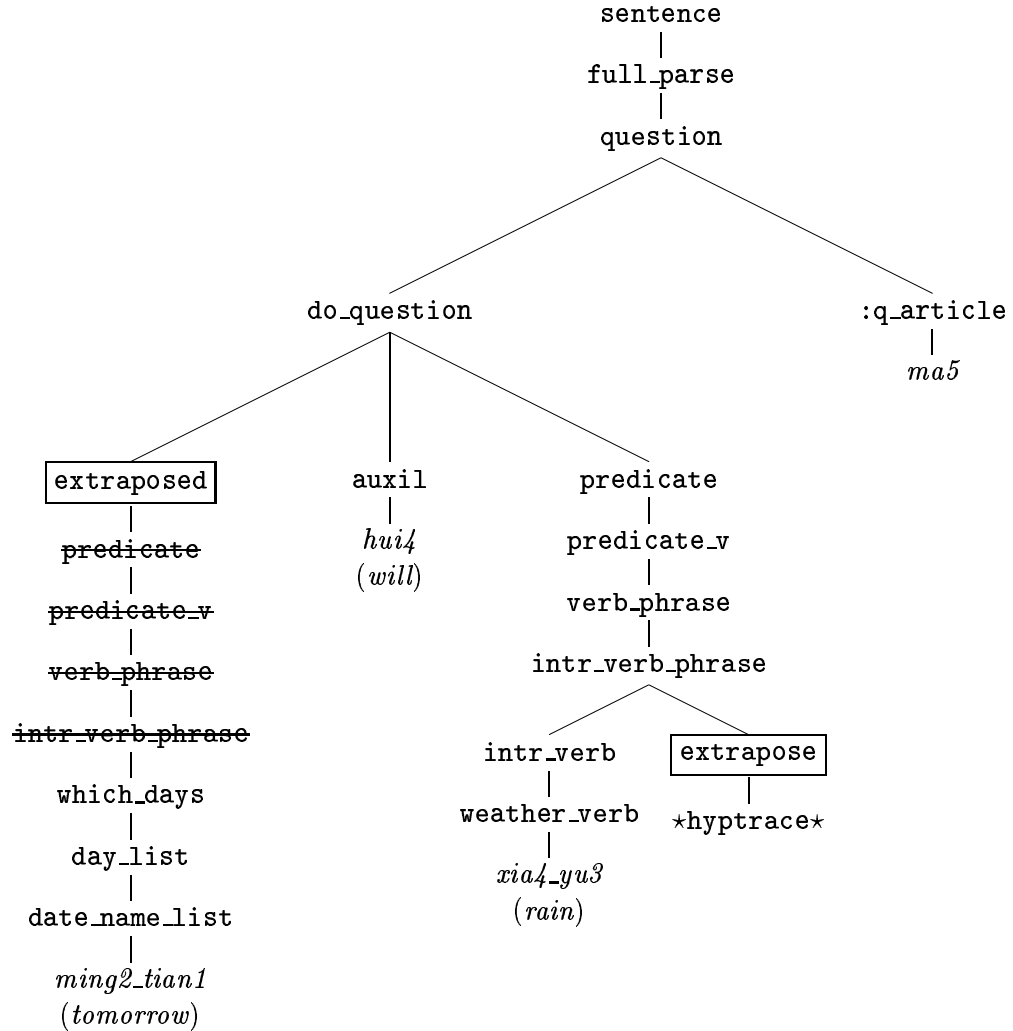 sentence
full_parse
question
do_question :q_article
ma5
extraposed auxil predicate
hui4
(will)
predicate predicate_v
predicate_v verb_phrase
verb_phrase intr_verb_phrase
intr_verb_phrase intr_verb extrapose
which_days weather_verb *hyptrace*
day_list xia4_yu3
(rain)
date_name_list
ming2_tian1
(tomorrow)